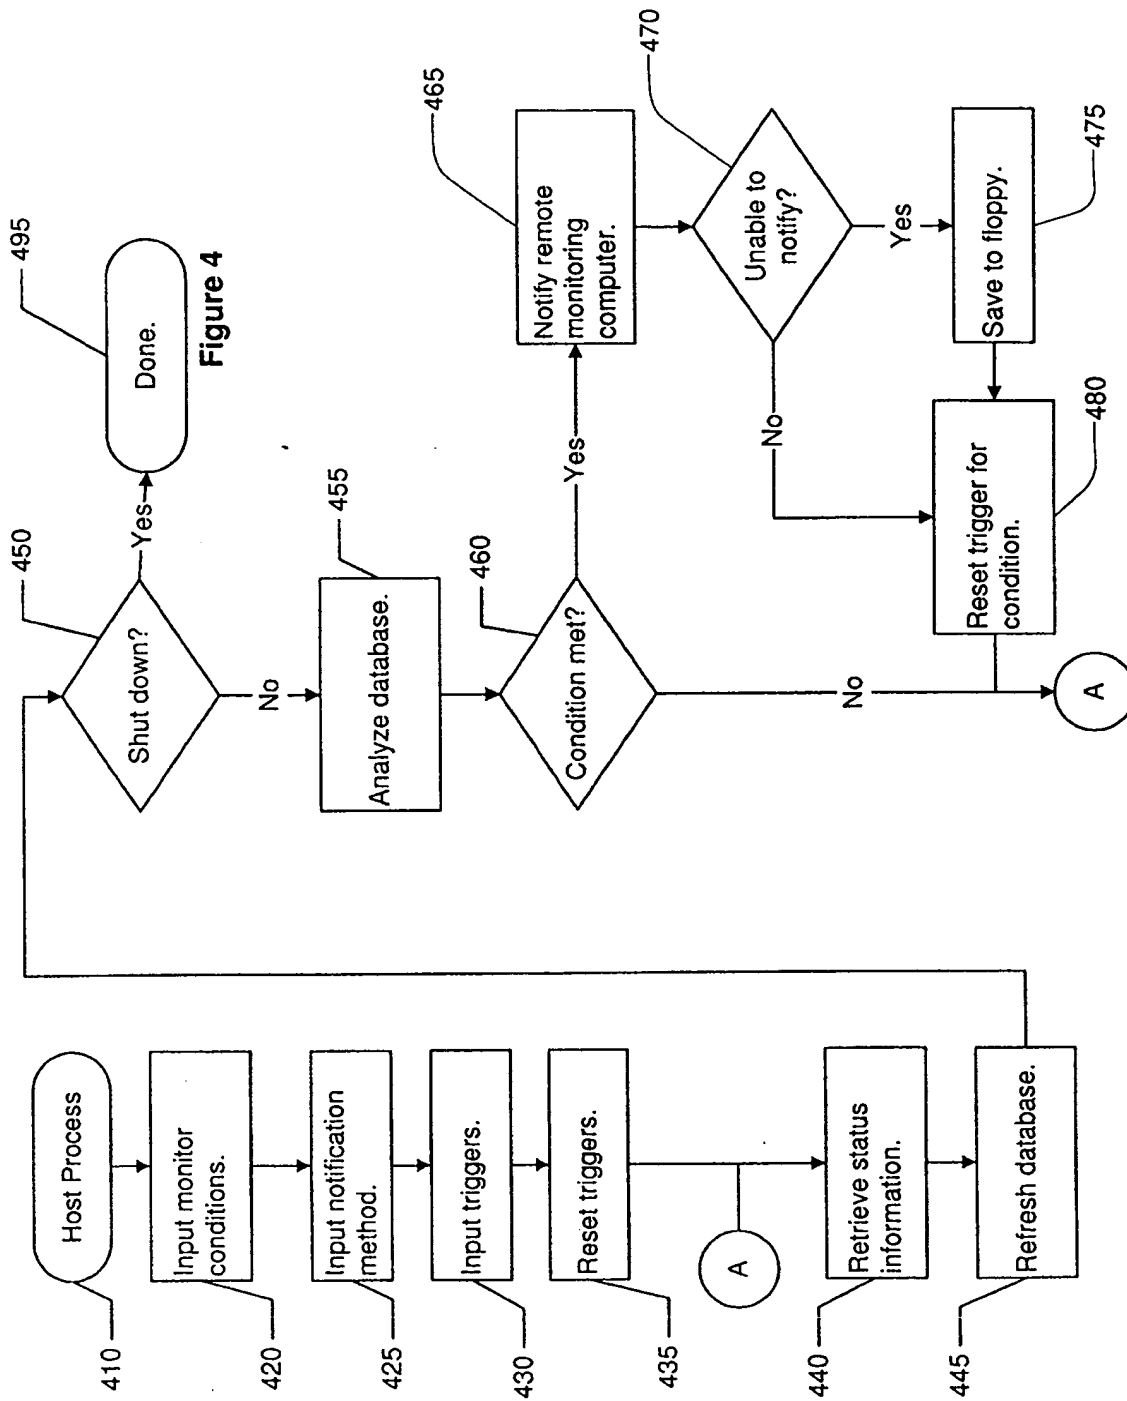 Host Process
410
Input monitor
conditions.
420
Input notification
method.
425
Input triggers.
430
Reset triggers.
435
A
Retrieve status
information.
440
Refresh database.
445
Shut down?
450
Yes
Done.
495
No
Analyze database.
455
Condition met?
460
Yes
Notify remote
monitoring
computer.
465
Unable to
notify?
470
Yes
Save to floppy.
475
No
Reset trigger for
condition.
480
No
A
Figure 4